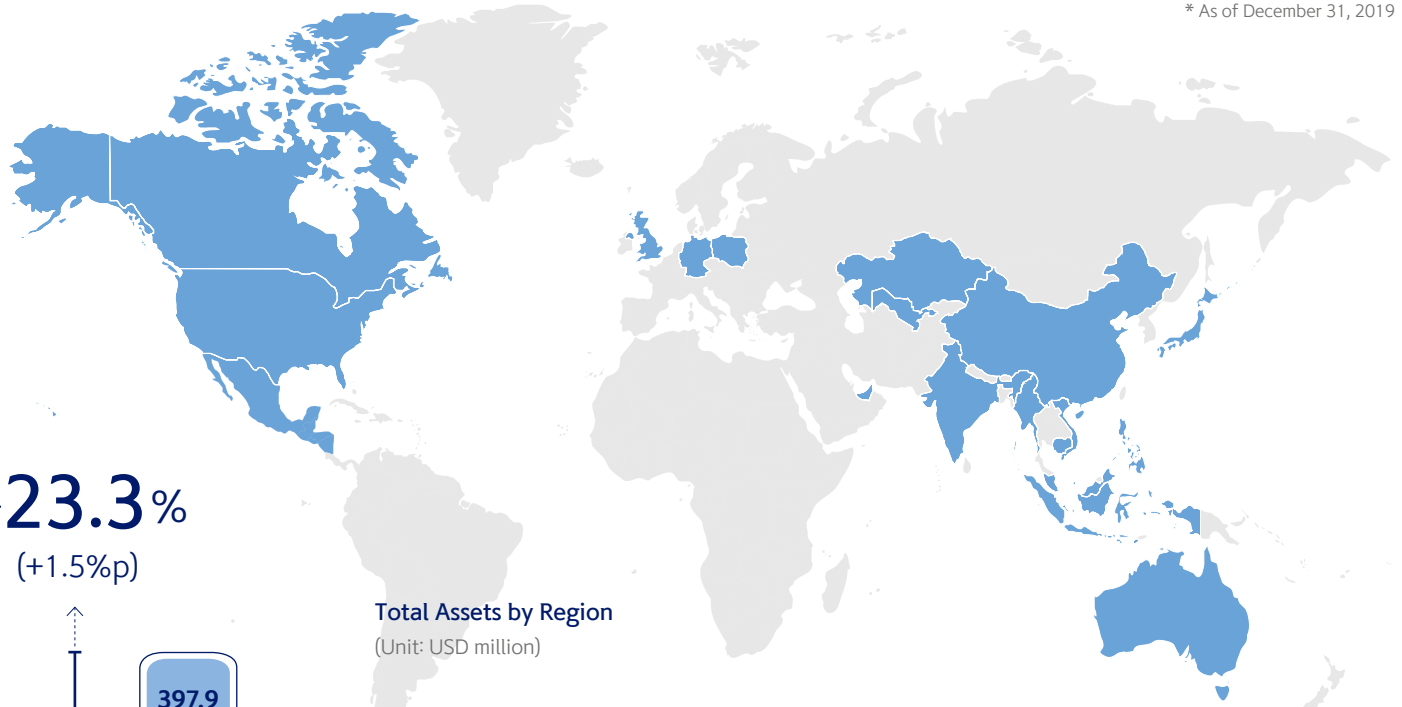 * As of December 31, 2019
23.3%
(+1.5%p)
Total Assets by Region
(Unit: USD million)
397.9